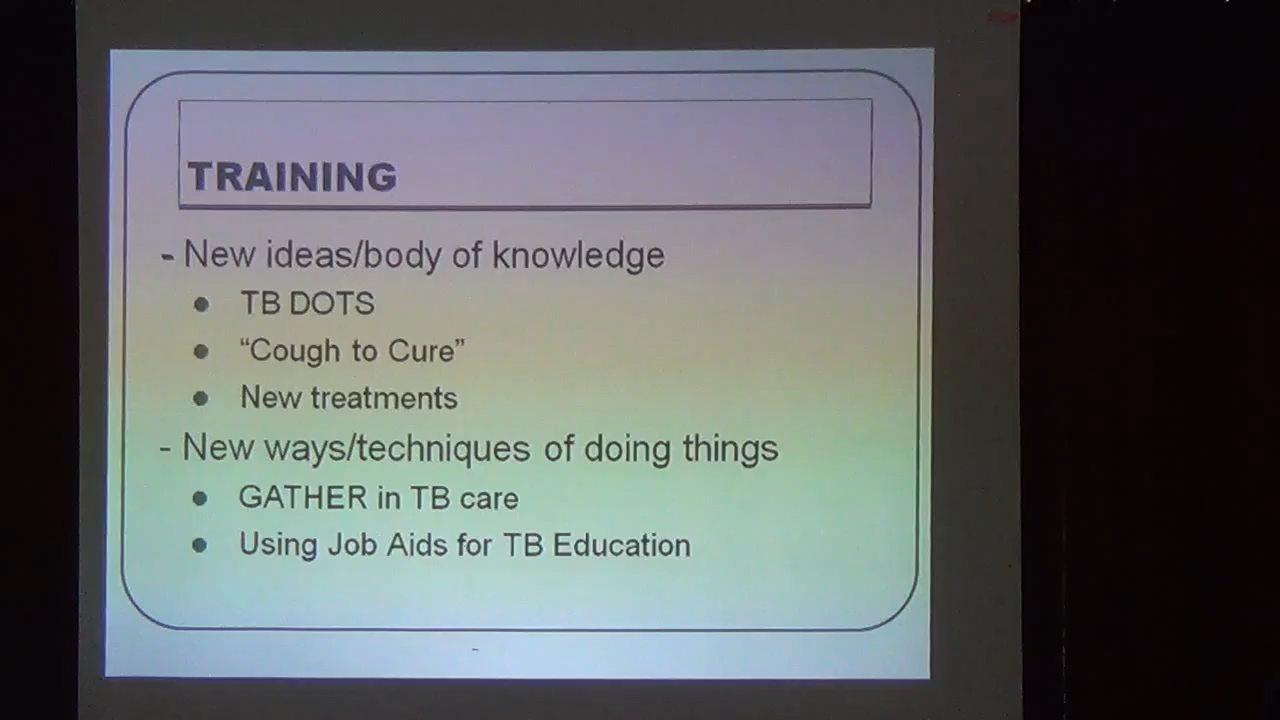 TRAINING
- New ideas/body of knowledge
● TB DOTS
● “Cough to Cure”
● New treatments
- New ways/techniques of doing things
● GATHER in TB care
● Using Job Aids for TB Education